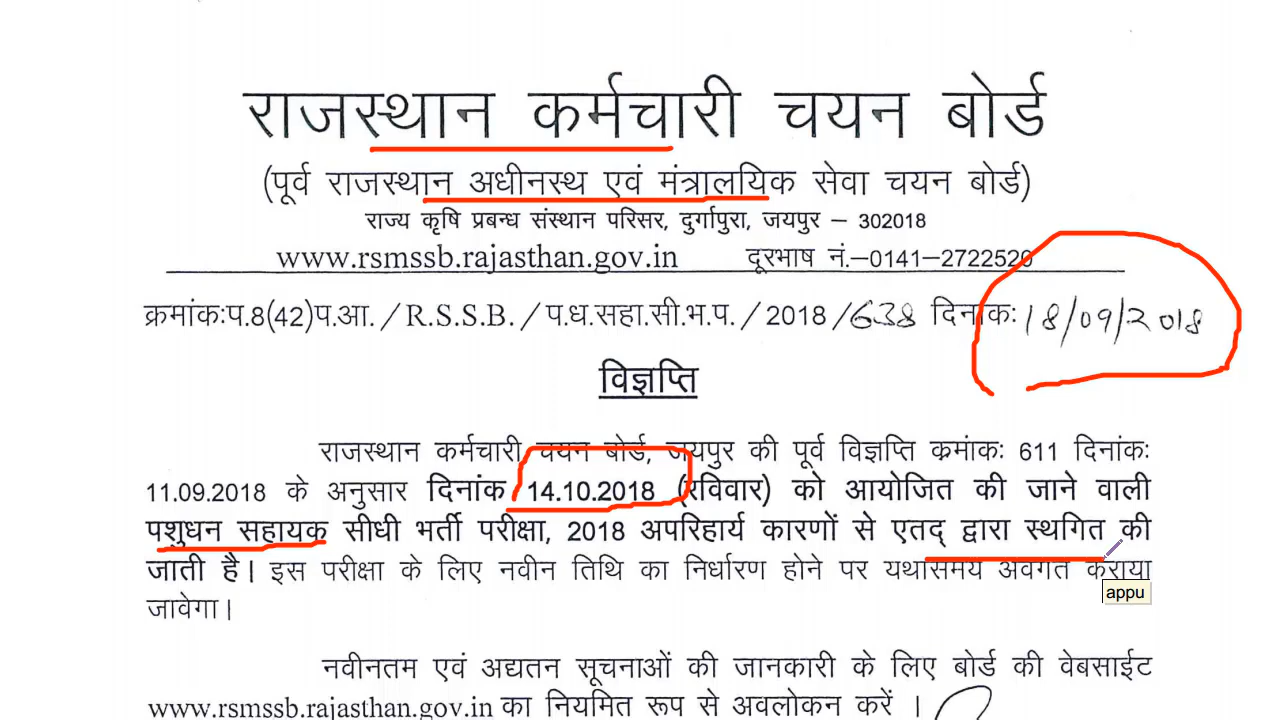 राजस्थान कर्मचारी चयन बोर्ड
(पूर्व राजस्थान अधीनस्थ एवं मंत्रालयिक सेवा चयन बोर्ड)
राज्य कृषि प्रबन्ध संस्थान परिसर, दुर्गापुरा, जयपुर – 302018
www.rsmssb.rajasthan.gov.in दूरभाष नं.–0141–2722520
क्रमांकःप.8(42)प.आ./R.S.S.B./प.ध.सहा.सी.भ.प./2018/638 दिनांकः18/09/2018
विज्ञप्ति
राजस्थान कर्मचारी चयन बोर्ड, जयपुर की पूर्व विज्ञप्ति क्रमांकः 611 दिनांकः
11.09.2018 के अनुसार दिनांक 14.10.2018 (रविवार) को आयोजित की जाने वाली
पशुधन सहायक सीधी भर्ती परीक्षा, 2018 अपरिहार्य कारणों से एतद् द्वारा स्थगित की
जाती है। इस परीक्षा के लिए नवीन तिथि का निर्धारण होने पर यथासमय अवगत कराया
appu
जावेगा।
नवीनतम एवं अद्यतन सूचनाओं की जानकारी के लिए बोर्ड की वेबसाईट
www.rsmssb.rajasthan.gov.in का नियमित रूप से अवलोकन करें ।